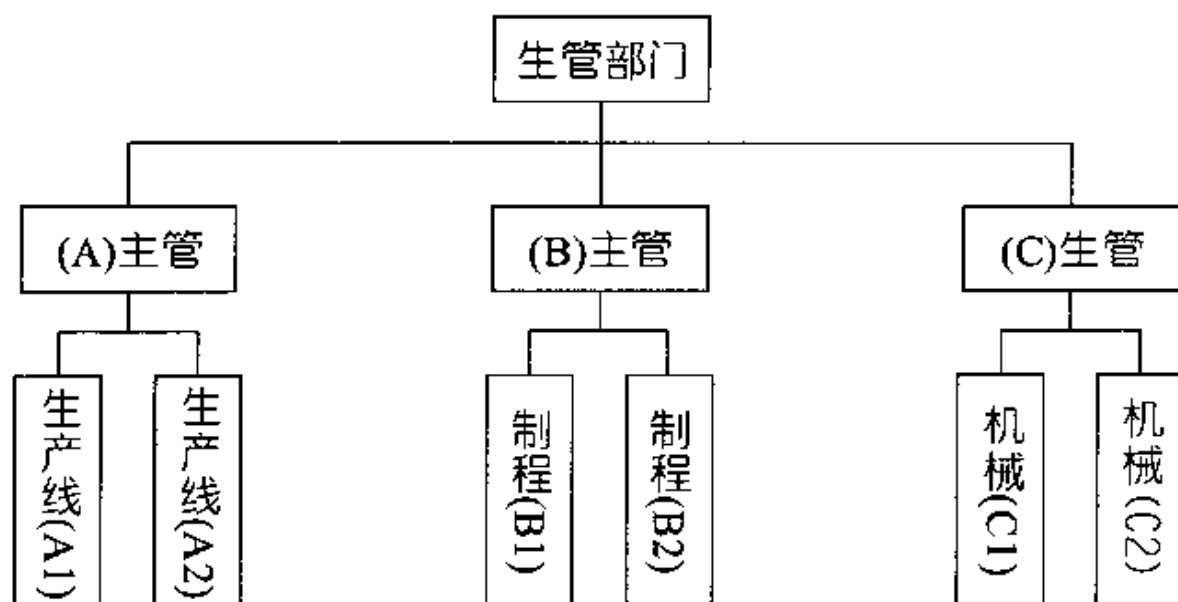 生管部门
(A)主管
(B)主管
(C)生管
生产线(A1)
生产线(A2)
制程(B1)
制程(B2)
机械(C1)
机械(C2)